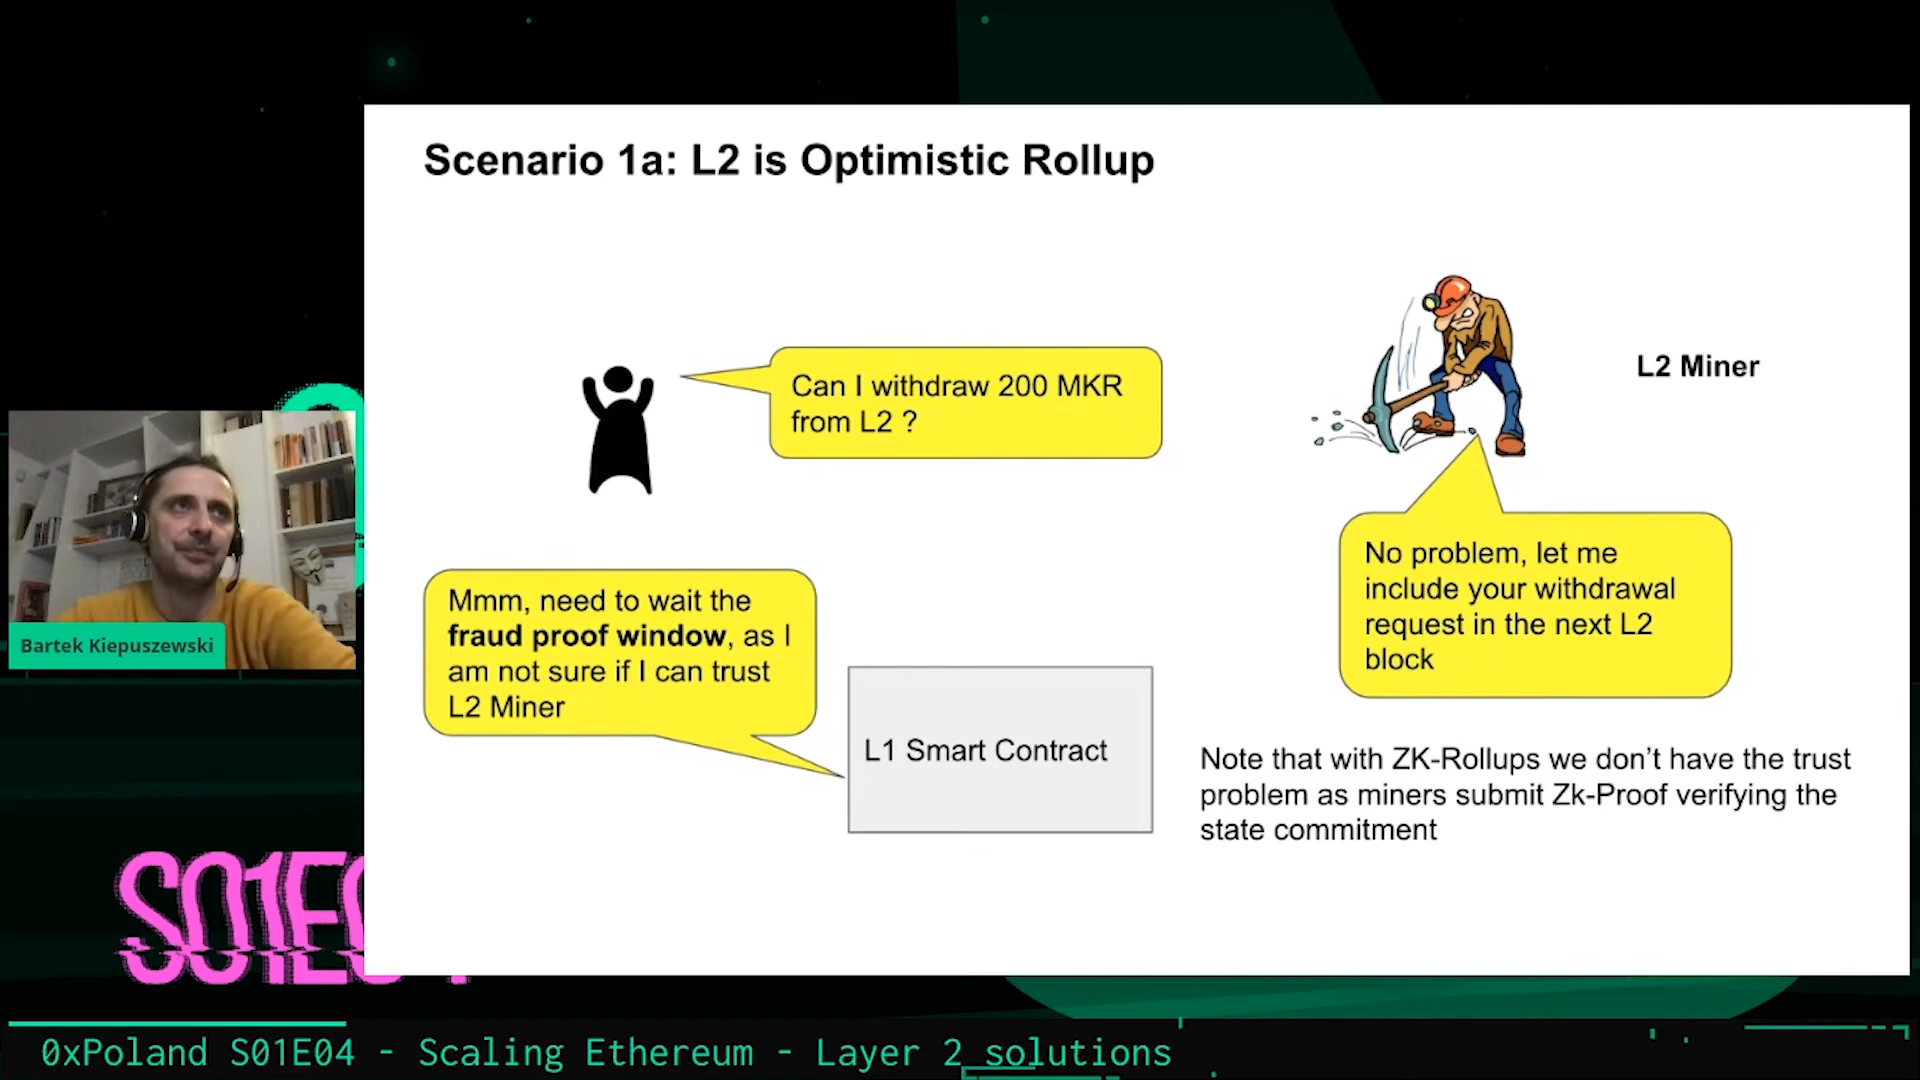 Scenario 1a: L2 is Optimistic Rollup
Can I withdraw 200 MKR
from L2 ?
L2 Miner
No problem, let me
include your withdrawal
request in the next L2
block
Mmm, need to wait the
fraud proof window, as I
am not sure if I can trust
L2 Miner
L1 Smart Contract
Note that with ZK-Rollups we don’t have the trust
problem as miners submit Zk-Proof verifying the
state commitment
Bartek Kiepuszewski
0xPoland S01E04 - Scaling Ethereum - Layer 2 solutions